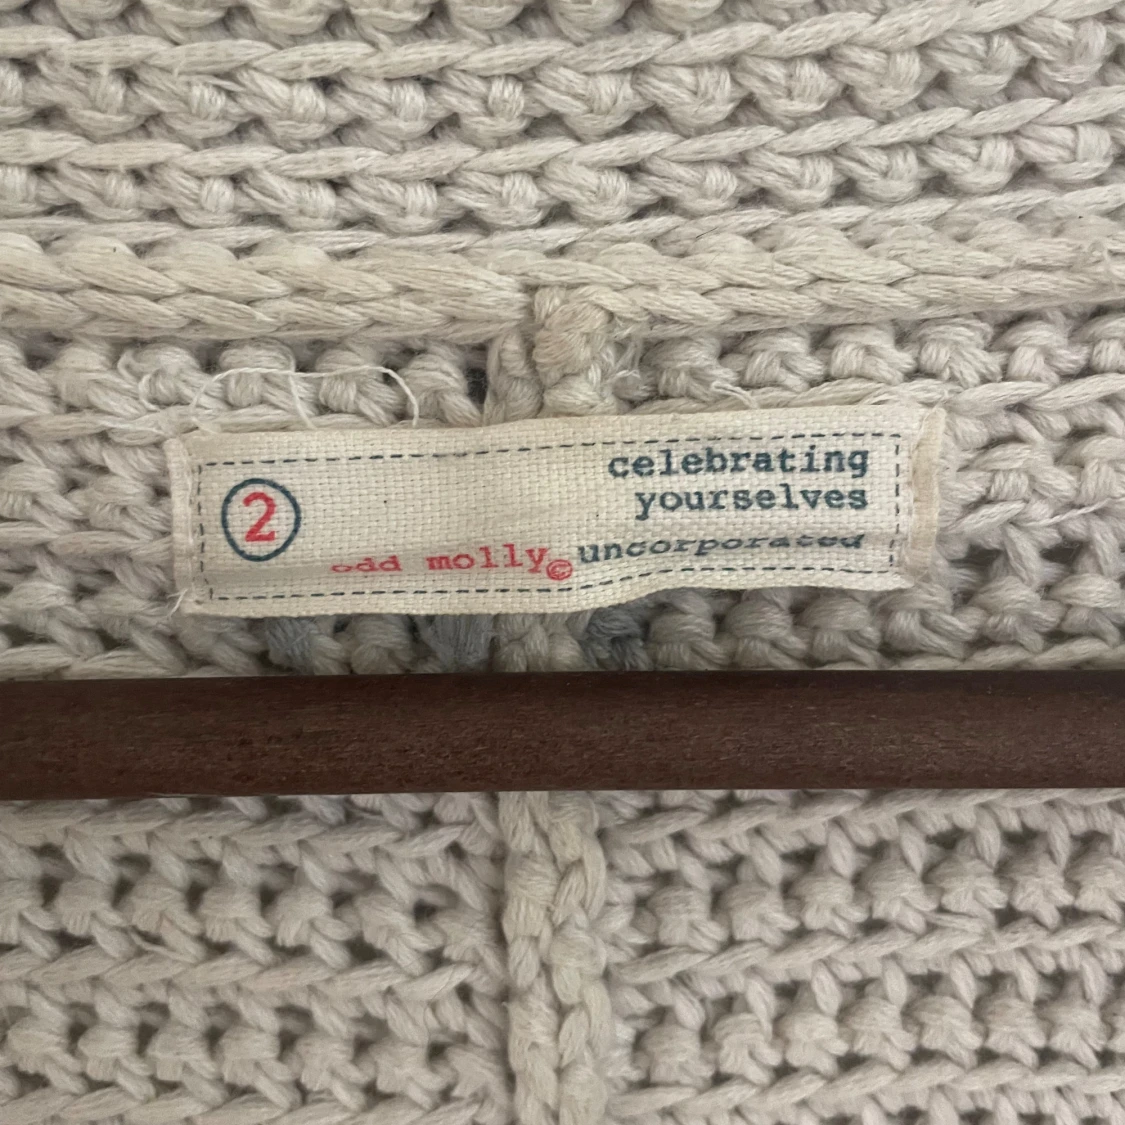 celebrating
yourselves
2
odd molly© uncorporated